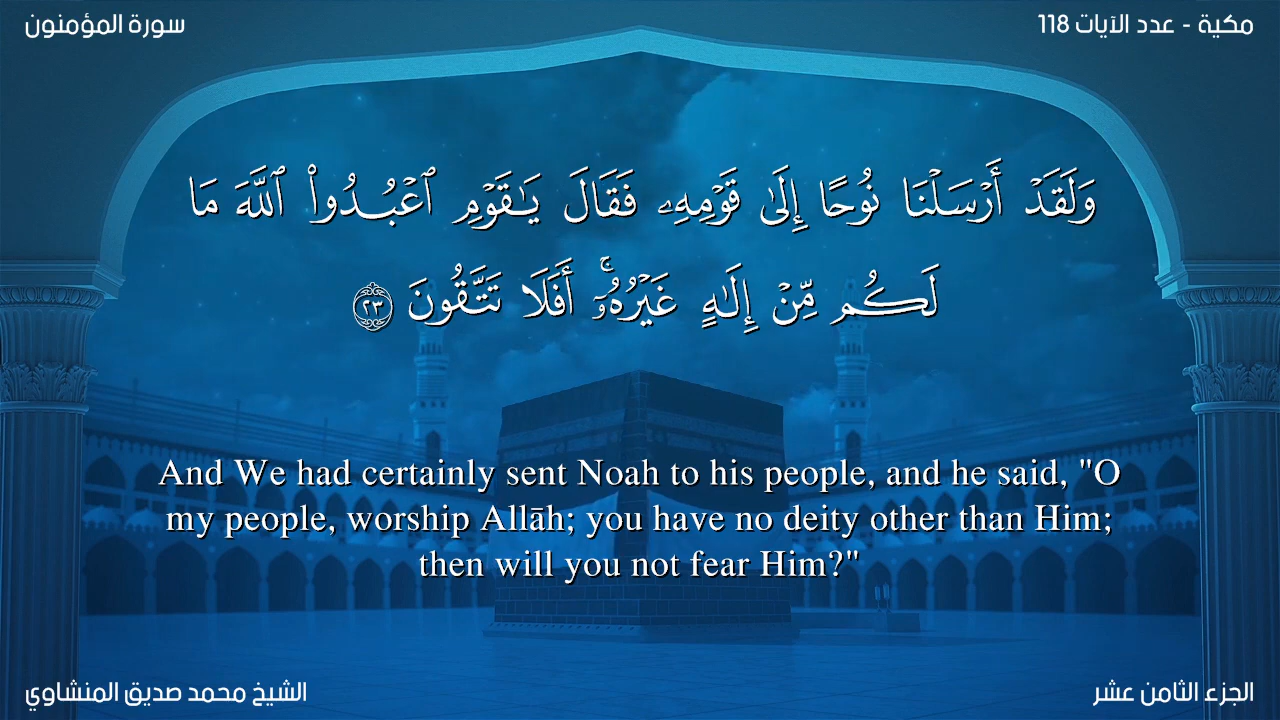 مكية - عدد الآيات 118
سورة المؤمنون
وَلَقَدْ أَرْسَلْنَا نُوحًا إِلَىٰ قَوْمِهِۦ فَقَالَ يَـٰقَوْمِ ٱعْبُدُوا۟ ٱللَّهَ مَا
لَكُم مِّنْ إِلَـٰهٍ غَيْرُهُۥٓ ۚ أَفَلَا تَتَّقُونَ ٢٣
And We had certainly sent Noah to his people, and he said, "O
my people, worship Allāh; you have no deity other than Him;
then will you not fear Him?"
الجزء الثامن عشر
الشيخ محمد صديق المنشاوي